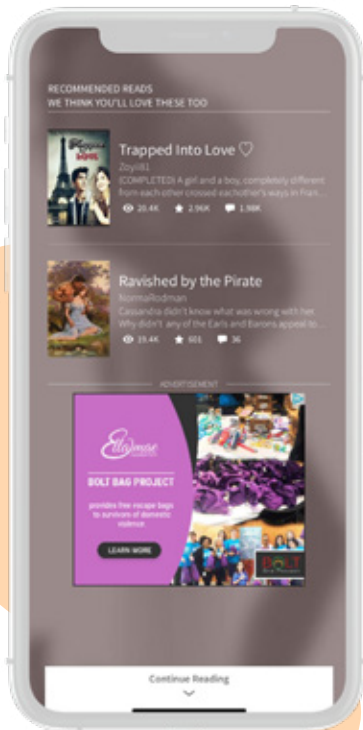 RECOMMENDED READS
WE THINK YOU'LL LOVE THESE TOO
Trapped Into Love ♡
Zoyii81
(COMPLETED) A girl and a boy, completely different
from each other crossed eachother's ways in Fran...
20.4K 2.96K 1.98K
Ravished by the Pirate
NormaRodman
Cassandra didn't know what was wrong with her.
Why didn't any of the Earls and Barons appeal to...
19.4K 601 36
ADVERTISEMENT
BOLT BAG PROJECT
provides free escape bags
to survivors of domestic
violence
LEARN MORE
BOLT
Continue Reading